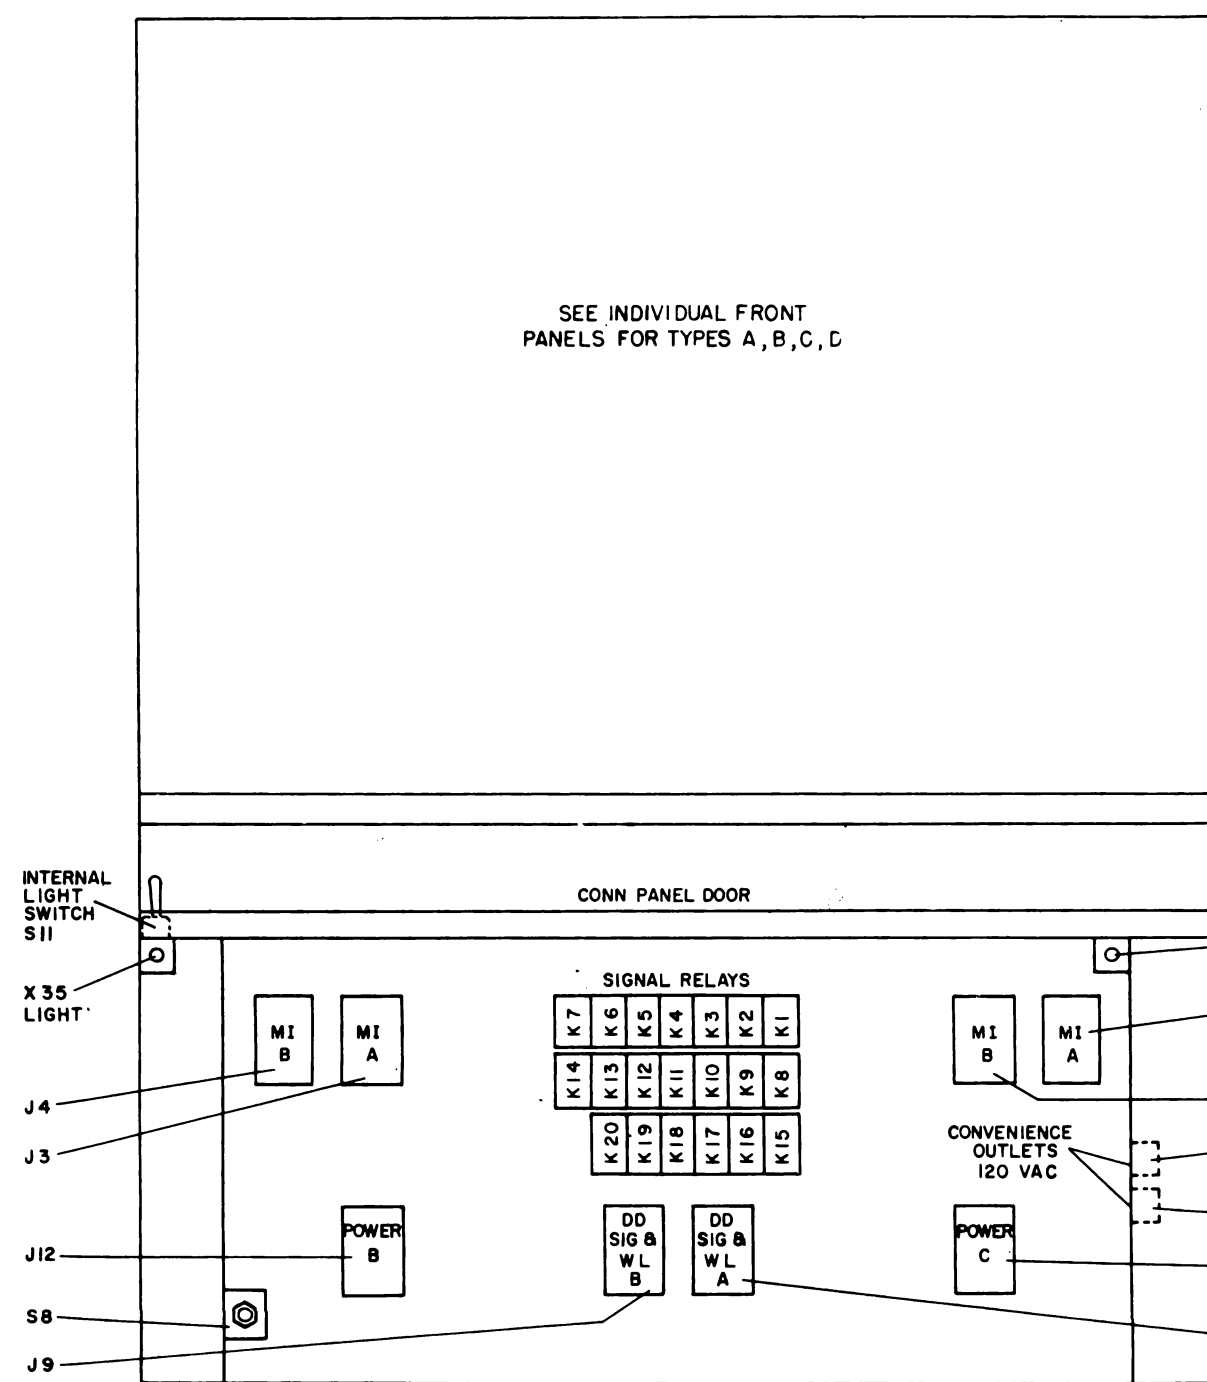 SEE INDIVIDUAL FRONT
PANELS FOR TYPES A, B, C, D
INTERNAL
LIGHT
SWITCH
S11
CONN PANEL DOOR
X35
LIGHT
SIGNAL RELAYS
K7 K6 K5 K4 K3 K2 K1
K14 K13 K12 K11 K10 K9 K8
K20 K19 K18 K17 K16 K15
MI
B
MI
A
MI
B
MI
A
J4
J3
CONVENIENCE
OUTLETS
120 VAC
POWER
B
DD
SIG &
WL
B
DD
SIG &
WL
A
POWER
C
J12
S8
J9